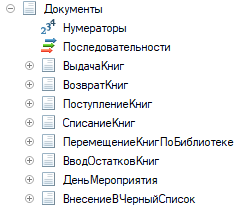 Документы
Нумераторы
Последовательности
ВыдачаКниг
ВозвратКниг
ПоступлениеКниг
СписаниеКниг
ПеремещениеКнигПоБиблиотеке
ВводОстатковКниг
ДеньМероприятия
ВнесениеВЧерныйСписок